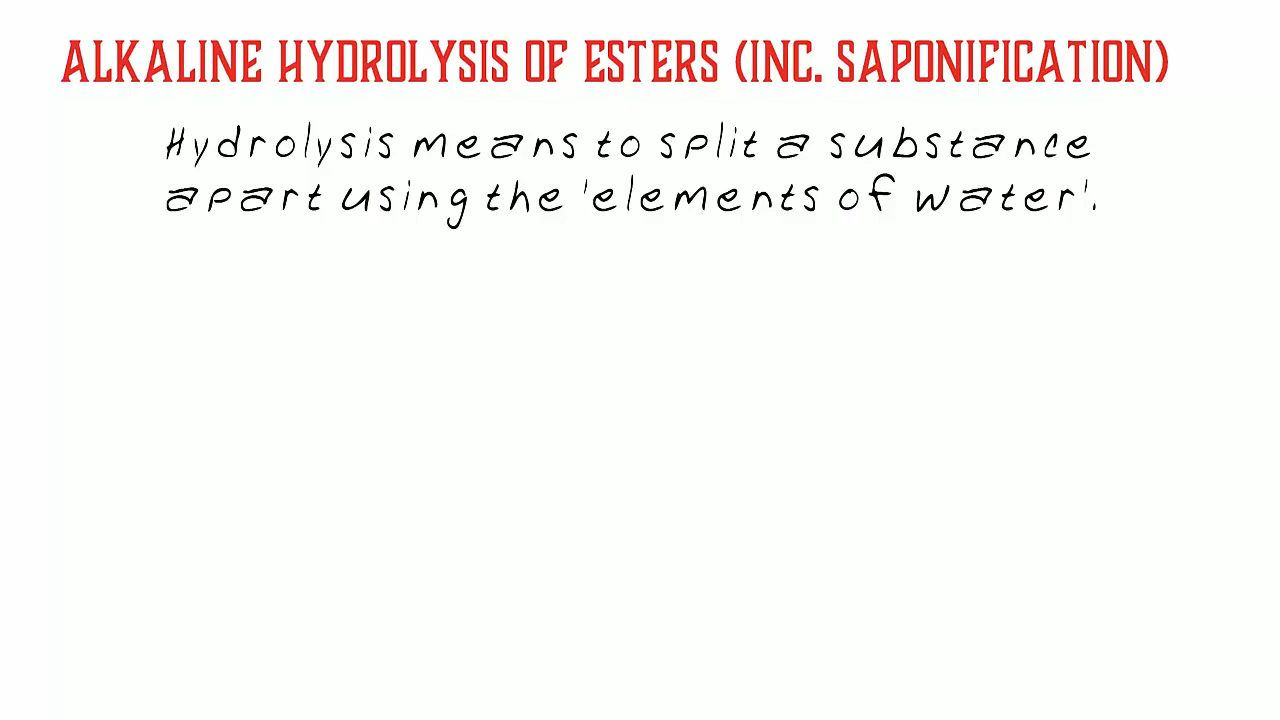 ALKALINE HYDROLYSIS OF ESTERS (INC. SAPONIFICATION)
Hydrolysis means to split a substance
apart using the 'elements of water'.